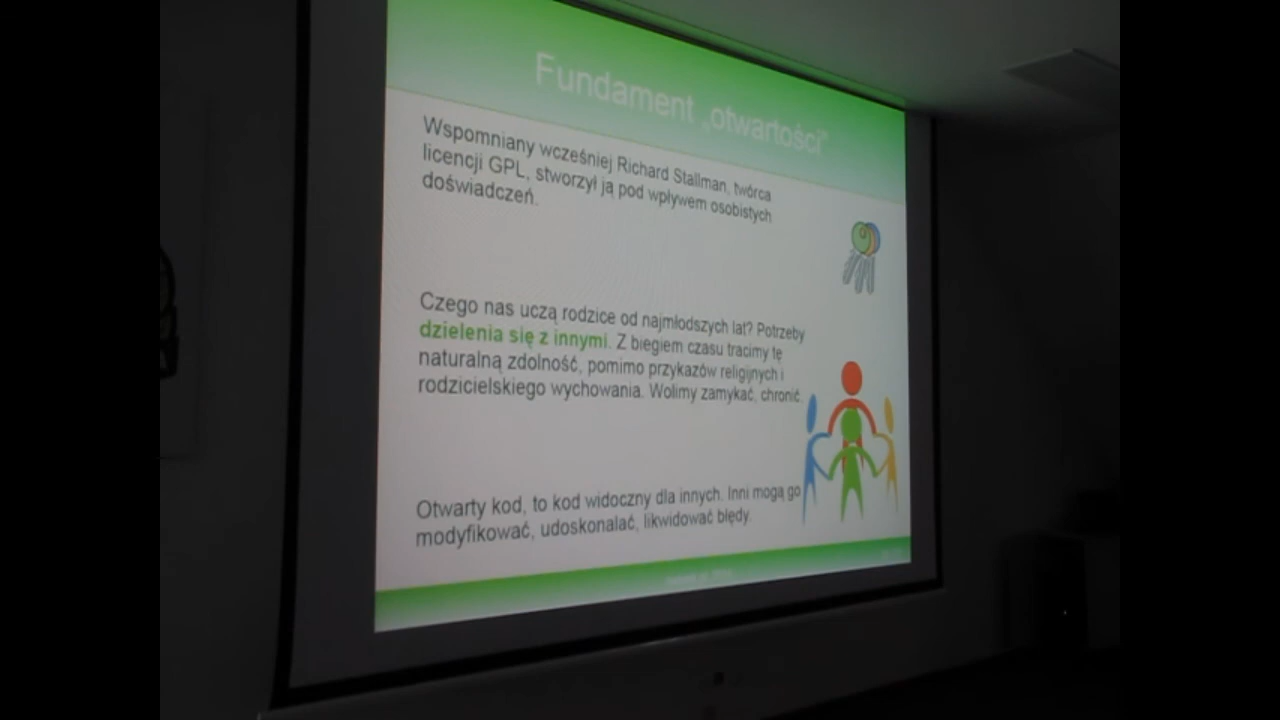 Fundament „otwartości”
Wspomniany wcześniej Richard Stallman, twórca
licencji GPL, stworzył ją pod wpływem osobistych
doświadczeń.
Czego nas uczą rodzice od najmłodszych lat? Potrzeby
dzielenia się z innymi. Z biegiem czasu tracimy tę
naturalną zdolność, pomimo przykazów religijnych i
rodzicielskiego wychowania. Wolimy zamykać, chronić.
Otwarty kod, to kod widoczny dla innych. Inni mogą go
modyfikować, udoskonalać, likwidować błędy.